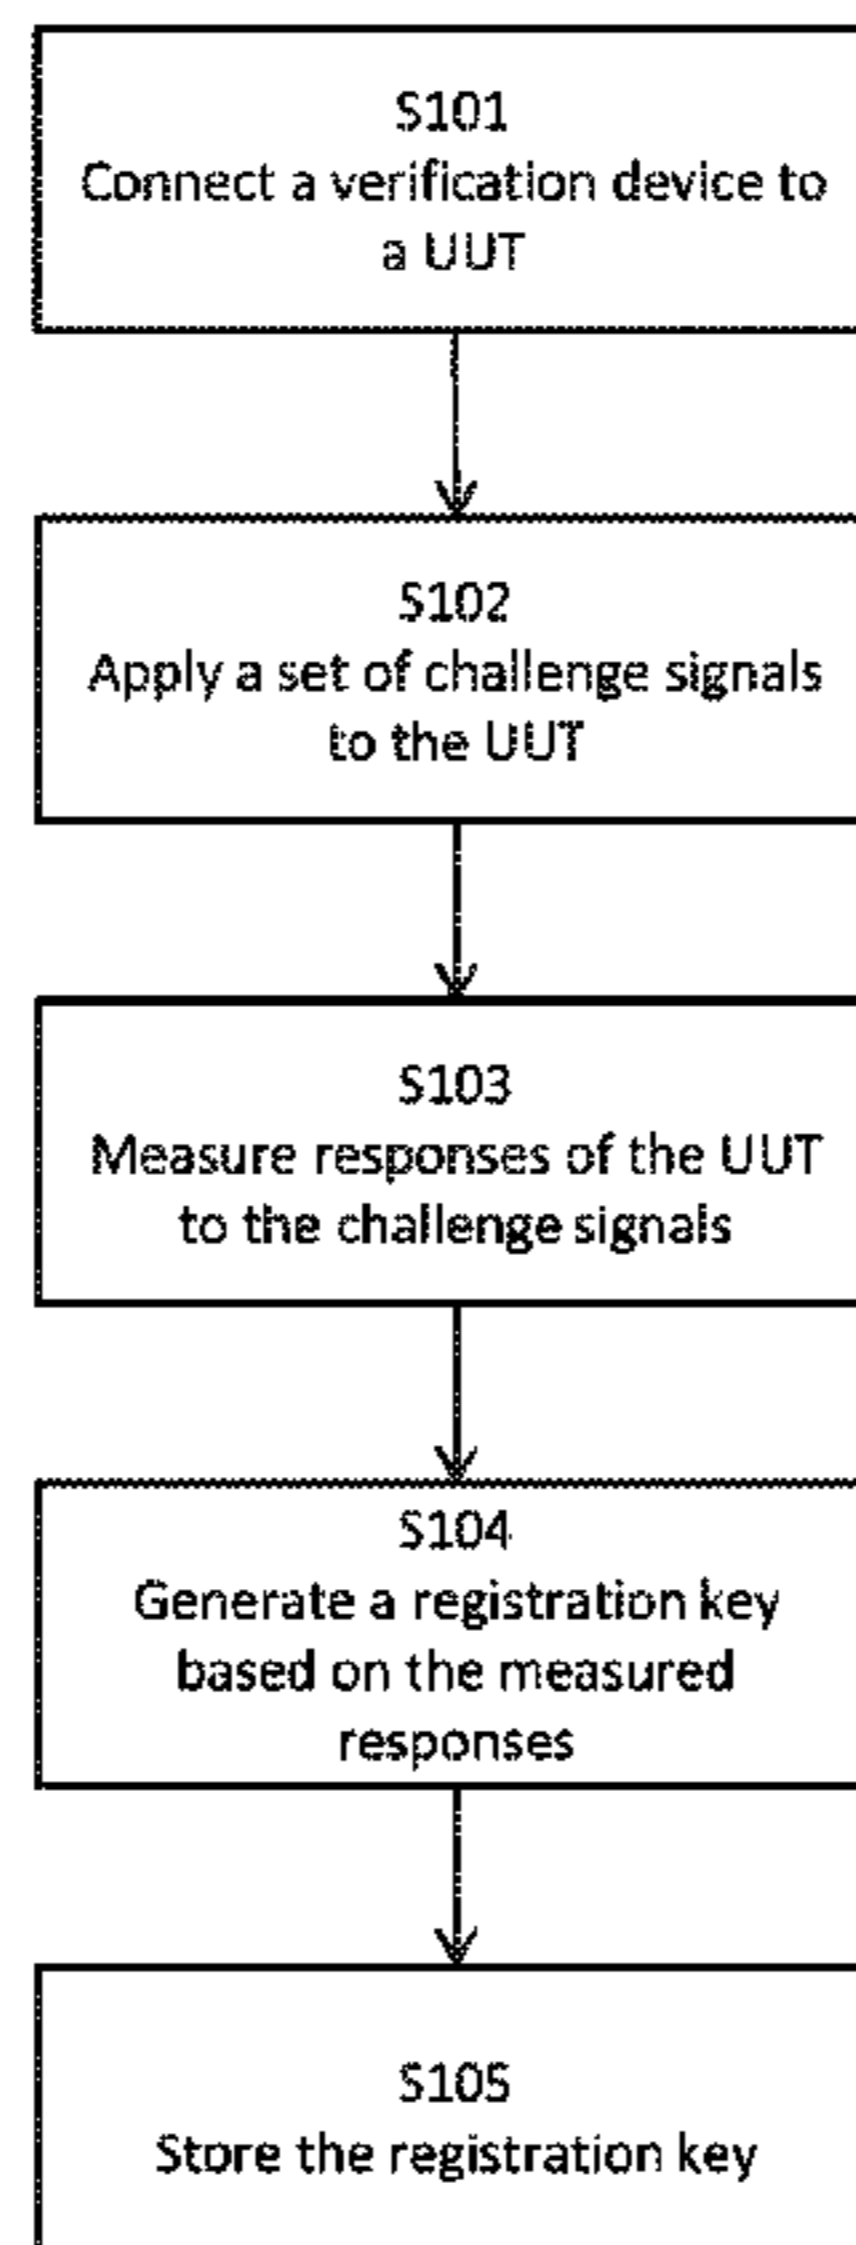 S101
Connect a verification device to
a UUT
S102
Apply a set of challenge signals
to the UUT
S103
Measure responses of the UUT
to the challenge signals
S104
Generate a registration key
based on the measured
responses
S105
Store the registration key